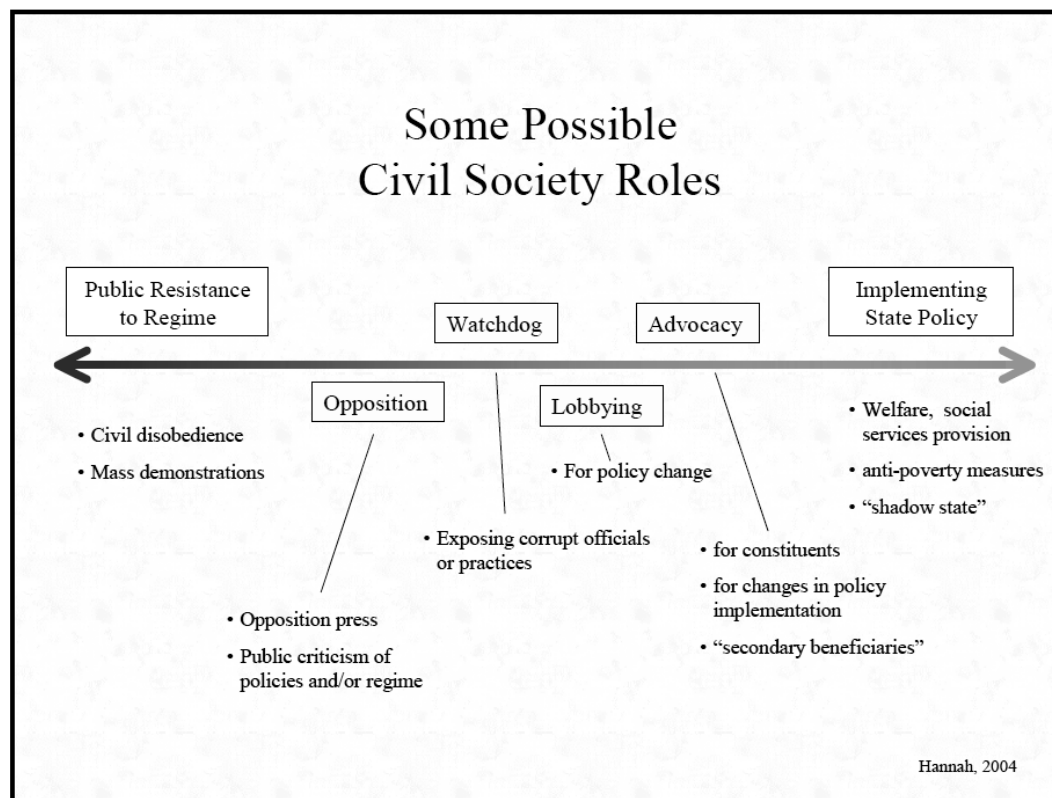 Some Possible
Civil Society Roles
Public Resistance
to Regime
Watchdog
Advocacy
Implementing
State Policy
Opposition
Lobbying
• Civil disobedience
• Mass demonstrations
• Opposition press
• Public criticism of
policies and/or regime
• Exposing corrupt officials
or practices
• For policy change
• for constituents
• for changes in policy
implementation
• “secondary beneficiaries”
• Welfare, social
services provision
• anti-poverty measures
• “shadow state”
Hannah, 2004